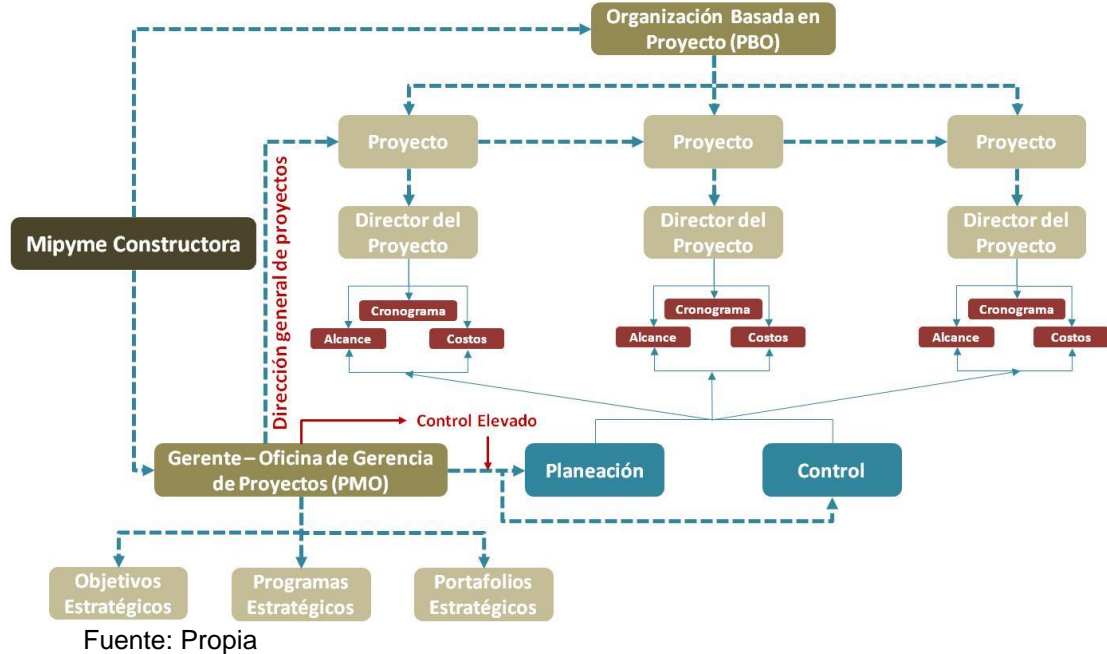 Organización Basada en
Proyecto (PBO)
Proyecto
Proyecto
Proyecto
Director del
Proyecto
Director del
Proyecto
Director del
Proyecto
Mipyme Constructora
Dirección general de proyectos
Cronograma
Alcance
Costos
Cronograma
Alcance
Costos
Cronograma
Alcance
Costos
Control Elevado
Gerente – Oficina de Gerencia
de Proyectos (PMO)
Planeación
Control
Objetivos
Estratégicos
Programas
Estratégicos
Portafolios
Estratégicos
Fuente: Propia